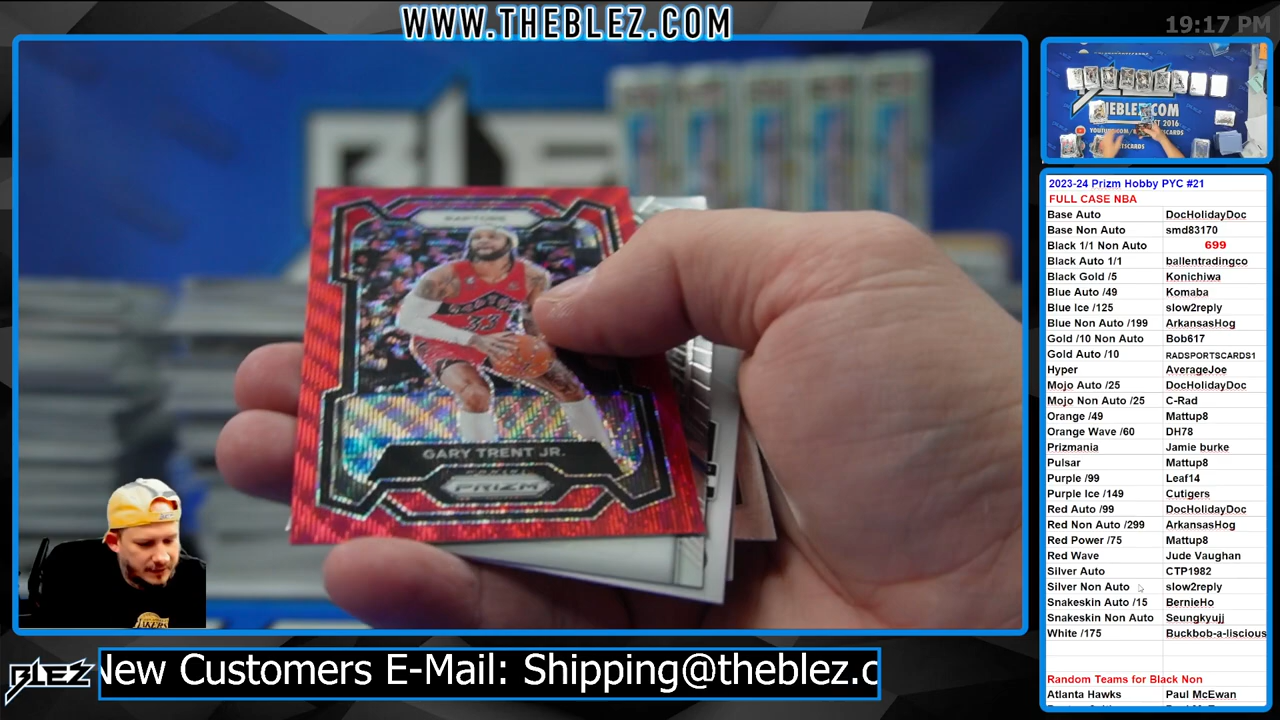 WWW.THEBLEZ.COM
19:17 PM
RAPTORS
33
GARY TRENT JR.
PANINI
PRIZM
BLEZ
New Customers E-Mail: Shipping@theblez.c
2023-24 Prizm Hobby PYC #21
FULL CASE NBA
Base Auto DocHolidayDoc
Base Non Auto smd83170
Black 1/1 Non Auto 699
Black Auto 1/1 ballentradingco
Black Gold /5 Konichiwa
Blue Auto /49 Komaba
Blue Ice /125 slow2reply
Blue Non Auto /199 ArkansasHog
Gold /10 Non Auto Bob617
Gold Auto /10 RADSPORTSCARDS1
Hyper AverageJoe
Mojo Auto /25 DocHolidayDoc
Mojo Non Auto /25 C-Rad
Orange /49 Mattup8
Orange Wave /60 DH78
Prizmania Jamie burke
Pulsar Mattup8
Purple /99 Leaf14
Purple Ice /149 Cutigers
Red Auto /99 DocHolidayDoc
Red Non Auto /299 ArkansasHog
Red Power /75 Mattup8
Red Wave Jude Vaughan
Silver Auto CTP1982
Silver Non Auto slow2reply
Snakeskin Auto /15 BernieHo
Snakeskin Non Auto Seungkyujj
White /175 Buckbob-a-liscious
Random Teams for Black Non
Atlanta Hawks Paul McEwan